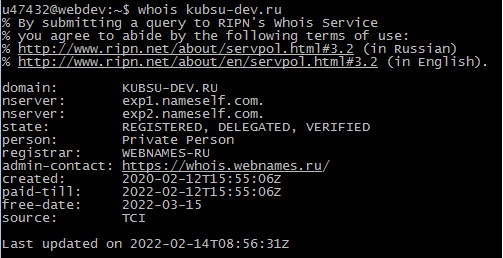 u47432@webdev:~$ whois kubsu-dev.ru
% By submitting a query to RIPN's Whois Service
% you agree to abide by the following terms of use:
% http://www.ripn.net/about/servpol.html#3.2 (in Russian)
% http://www.ripn.net/about/en/servpol.html#3.2 (in English).
domain: KUBSU-DEV.RU
nserver: exp1.nameself.com.
nserver: exp2.nameself.com.
state: REGISTERED, DELEGATED, VERIFIED
person: Private Person
registrar: WEBNAMES-RU
admin-contact: https://whois.webnames.ru/
created: 2020-02-12T15:55:06Z
paid-till: 2022-02-12T15:55:06Z
free-date: 2022-03-15
source: TCI
Last updated on 2022-02-14T08:56:31Z